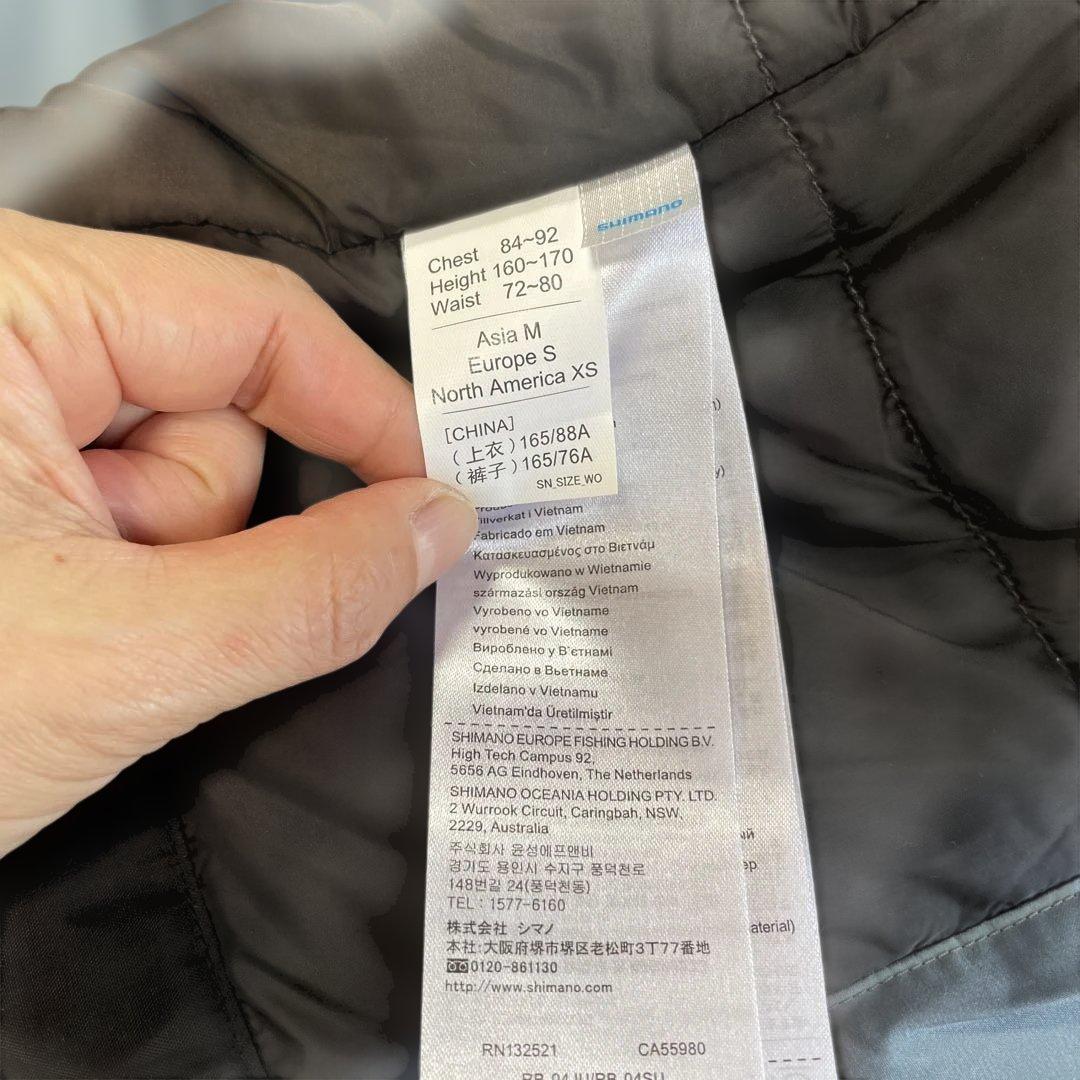 SHIMANO
Chest 84~92
Height 160~170
Waist 72~80
Asia M
Europe S
North America XS
[CHINA]
(上衣)165/88A
(裤子)165/76A
SN_SIZE_WO
Tillverkat i Vietnam
Fabricado em Vietnam
Κατασκευασμένος στο Βιετνάμ
Wyprodukowano w Wietnamie
származási ország Vietnam
Vyrobeno vo Vietname
vyrobené vo Vietname
Вироблено у В'єтнамі
Сделано в Вьетнаме
Izdelano v Vietnamu
Vietnam'da Üretilmiştir
SHIMANO EUROPE FISHING HOLDING B.V.
High Tech Campus 92,
5656 AG Eindhoven, The Netherlands
SHIMANO OCEANIA HOLDING PTY. LTD.
2 Wurrook Circuit, Caringbah, NSW,
2229, Australia
주식회사 윤성에프앤비
경기도 용인시 수지구 풍덕천로
148번길 24(풍덕천동)
TEL : 1577-6160
株式会社 シマノ
本社:大阪府堺市堺区老松町3丁77番地
0120-861130
http://www.shimano.com
RN132521 CA55980